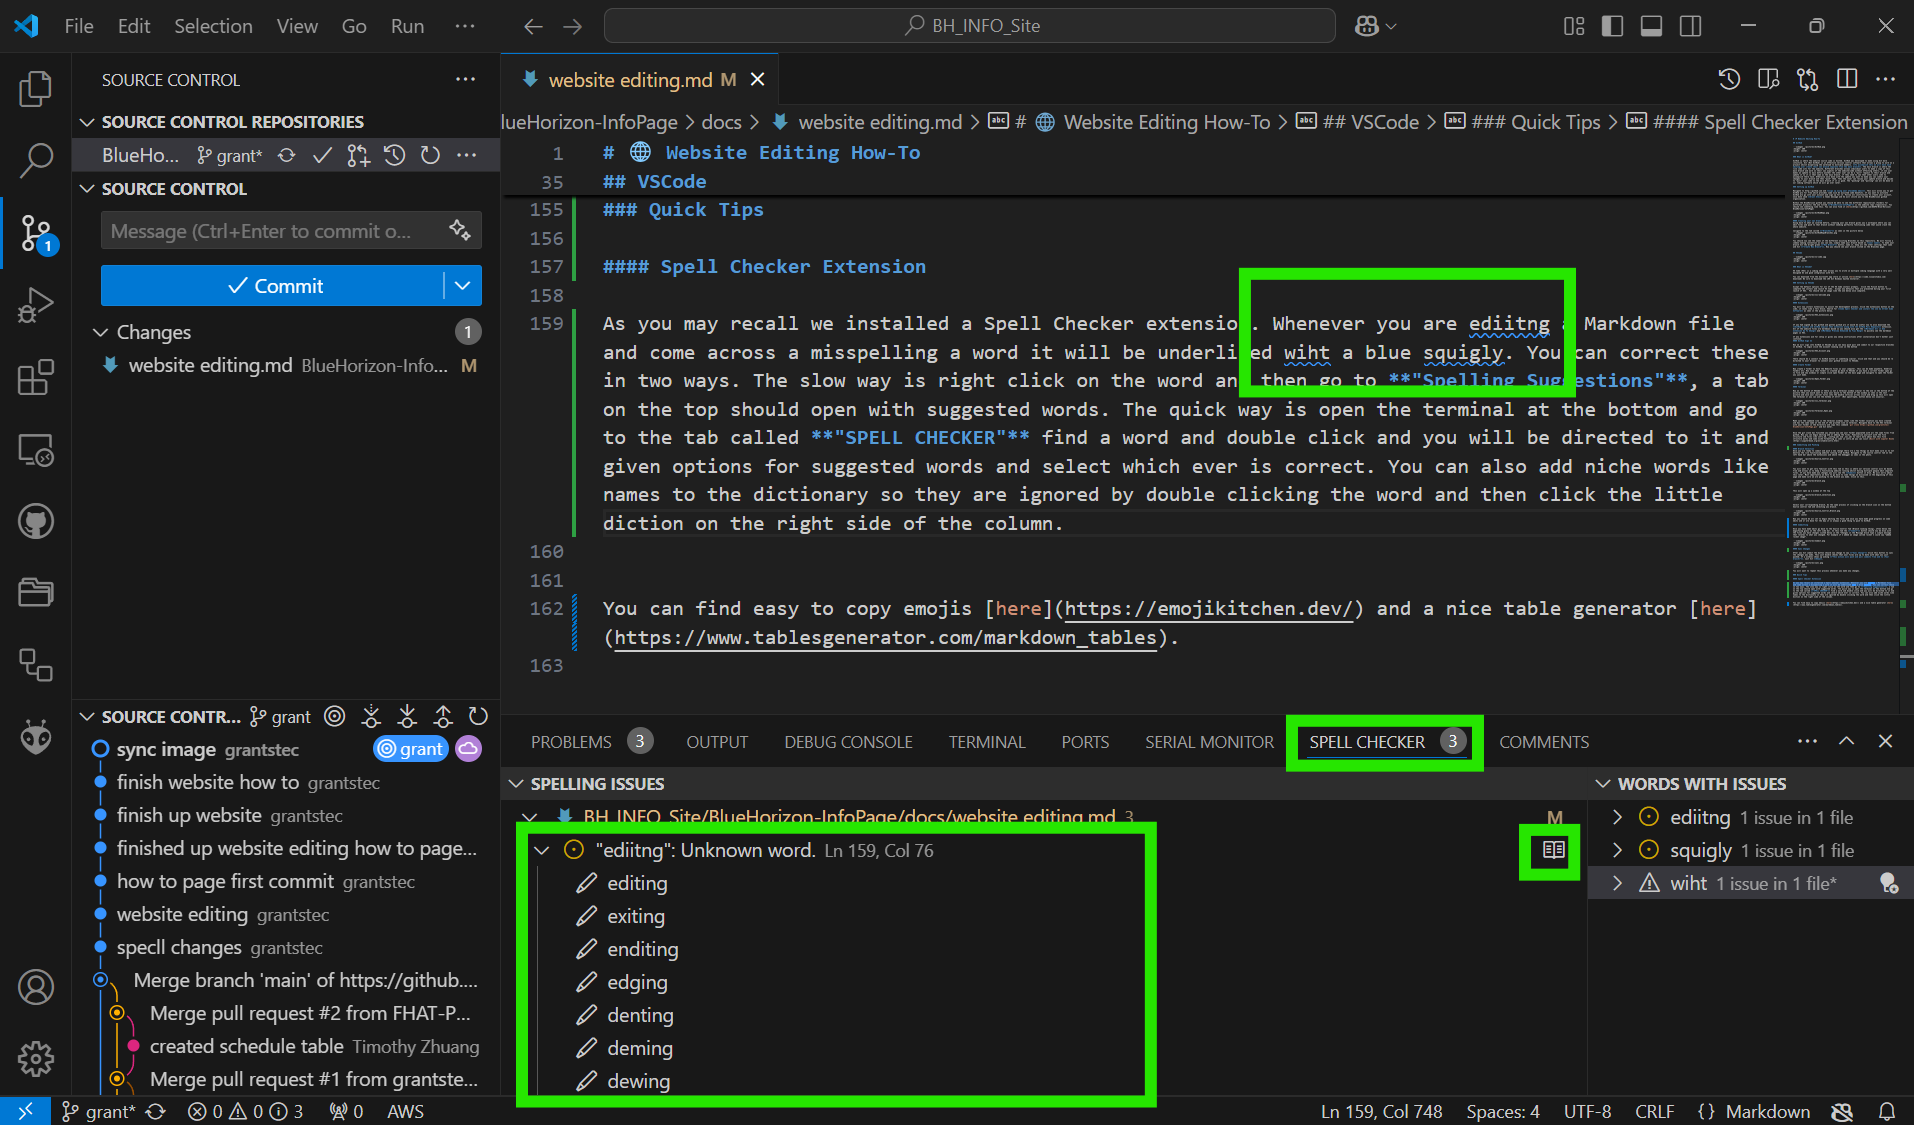 File Edit Selection View Go Run ···
BH_INFO_Site
SOURCE CONTROL ···
SOURCE CONTROL REPOSITORIES
BlueHo... grant* ···
SOURCE CONTROL
Message (Ctrl+Enter to commit o...
Commit
Changes 1
website editing.md BlueHorizon-Info... M
SOURCE CONTR... grant
sync image grantstec grant
finish website how to grantstec
finish up website grantstec
finished up website editing how to page...
how to page first commit grantstec
website editing grantstec
specll changes grantstec
Merge branch 'main' of https://github....
Merge pull request #2 from FHAT-P...
created schedule table Timothy Zhuang
Merge pull request #1 from grantste...
website editing.md M
lueHorizon-InfoPage > docs > website editing.md > abc # 🌐 Website Editing How-To > abc ## VSCode > abc ### Quick Tips > abc #### Spell Checker Extension
1 # 🌐 Website Editing How-To
35 ## VSCode
155 ### Quick Tips
156
157 #### Spell Checker Extension
158
159 As you may recall we installed a Spell Checker extension. Whenever you are ediitng a Markdown file
and come across a misspelling a word it will be underlined wiht a blue squigly. You can correct these
in two ways. The slow way is right click on the word and then go to **"Spelling Suggestions"**, a tab
on the top should open with suggested words. The quick way is open the terminal at the bottom and go
to the tab called **"SPELL CHECKER"** find a word and double click and you will be directed to it and
given options for suggested words and select which ever is correct. You can also add niche words like
names to the dictionary so they are ignored by double clicking the word and then click the little
diction on the right side of the column.
160
161
162 You can find easy to copy emojis [here](https://emojikitchen.dev/) and a nice table generator [here]
(https://www.tablesgenerator.com/markdown_tables).
163
PROBLEMS 3 OUTPUT DEBUG CONSOLE TERMINAL PORTS SERIAL MONITOR SPELL CHECKER 3 COMMENTS ···
SPELLING ISSUES
BH_INFO_Site/BlueHorizon-InfoPage/docs/website editing.md 3 M
"ediitng": Unknown word. Ln 159, Col 76
editing
exiting
enditing
edging
denting
deming
dewing
WORDS WITH ISSUES
ediitng 1 issue in 1 file
squigly 1 issue in 1 file
wiht 1 issue in 1 file*
1
grant* 0 0 3 0 AWS
Ln 159, Col 748 Spaces: 4 UTF-8 CRLF {} Markdown